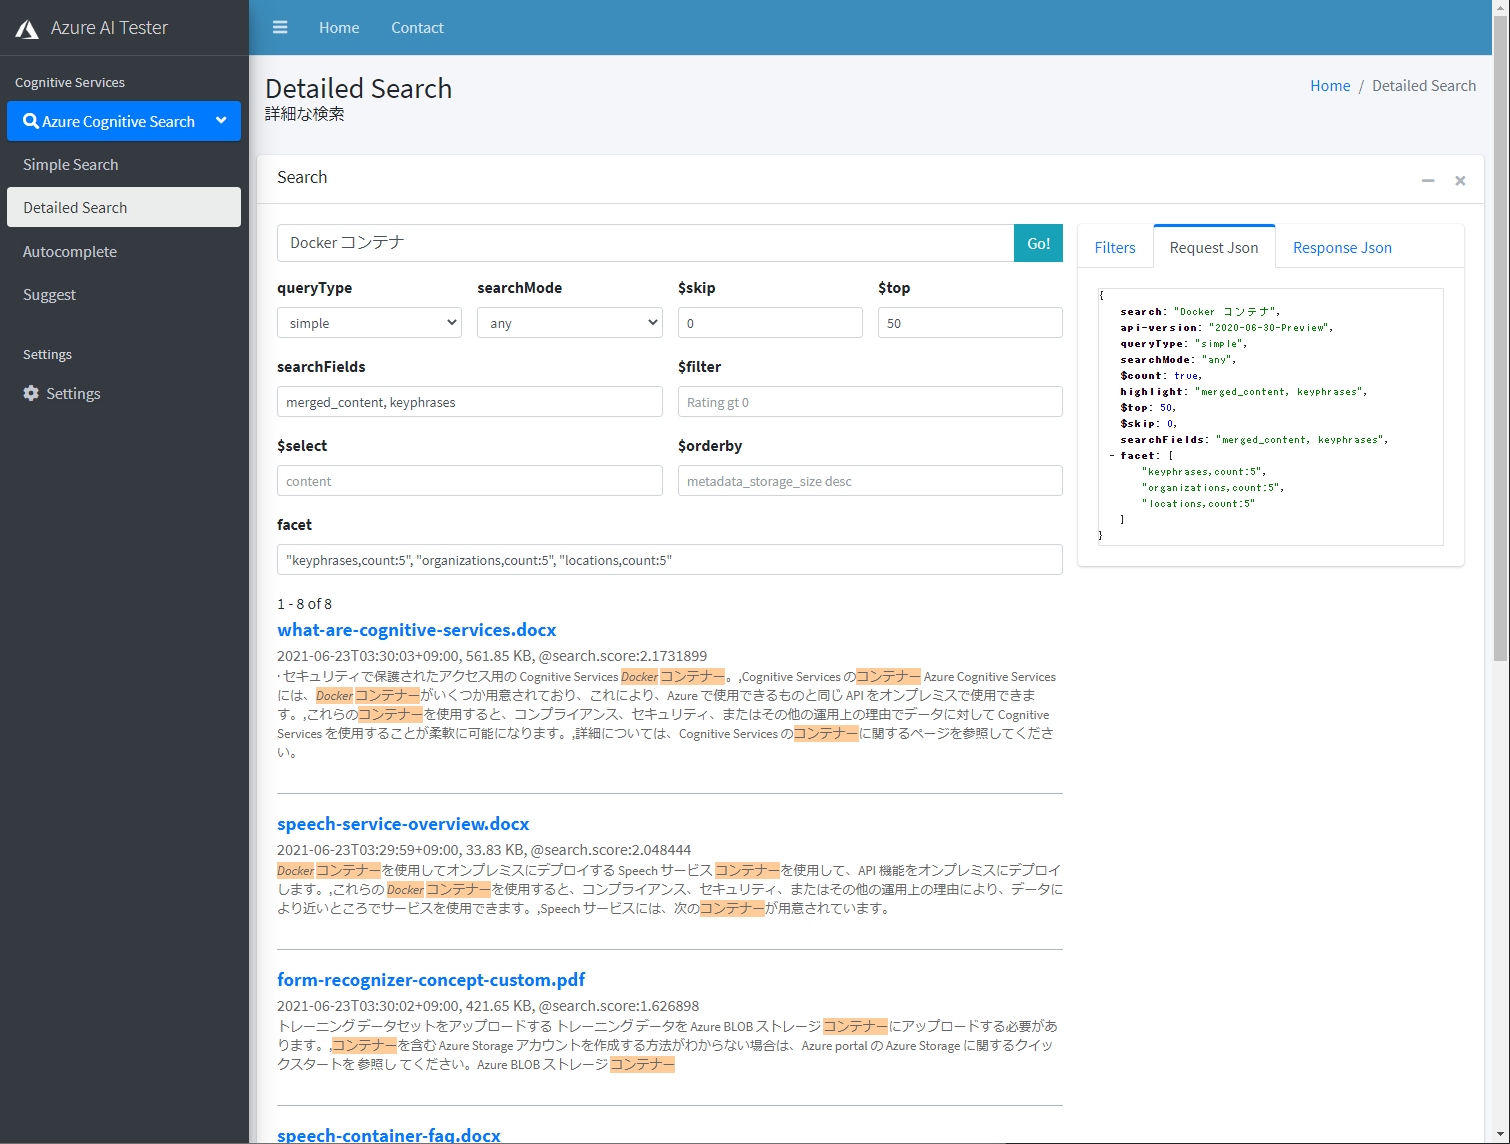 Azure AI Tester
Home
Contact
Cognitive Services
Azure Cognitive Search
Simple Search
Detailed Search
Autocomplete
Suggest
Settings
Settings
Detailed Search
詳細な検索
Home / Detailed Search
Search
Docker コンテナ
Go!
queryType
searchMode
$skip
$top
simple
any
0
50
searchFields
$filter
merged_content, keyphrases
Rating gt 0
$select
$orderby
content
metadata_storage_size desc
facet
"keyphrases,count:5", "organizations,count:5", "locations,count:5"
Filters
Request Json
Response Json
{
search: "Docker コンテナ",
api-version: "2020-06-30-Preview",
queryType: "simple",
searchMode: "any",
$count: true,
highlight: "merged_content, keyphrases",
$top: 50,
$skip: 0,
searchFields: "merged_content, keyphrases",
- facet: [
"keyphrases,count:5",
"organizations,count:5",
"locations,count:5"
]
}
1 - 8 of 8
what-are-cognitive-services.docx
2021-06-23T03:30:03+09:00, 561.85 KB, @search.score:2.1731899
· セキュリティで保護されたアクセス用の Cognitive Services Docker コンテナー。,Cognitive Services のコンテナー Azure Cognitive Services
には、Docker コンテナーがいくつか用意されており、これにより、Azure で使用できるものと同じ API をオンプレミスで使用できま
す。,これらのコンテナーを使用すると、コンプライアンス、セキュリティ、またはその他の運用上の理由でデータに対して Cognitive
Services を使用することが柔軟に可能になります。,詳細については、Cognitive Services のコンテナーに関するページを参照してくださ
い。
speech-service-overview.docx
2021-06-23T03:29:59+09:00, 33.83 KB, @search.score:2.048444
Docker コンテナーを使用してオンプレミスにデプロイする Speech サービス コンテナーを使用して、API 機能をオンプレミスにデプロイ
します。,これらの Docker コンテナーを使用すると、コンプライアンス、セキュリティ、またはその他の運用上の理由により、データに
より近いところでサービスを使用できます。,Speech サービスには、次のコンテナーが用意されています。
form-recognizer-concept-custom.pdf
2021-06-23T03:30:02+09:00, 421.65 KB, @search.score:1.626898
トレーニング データセットをアップロードする トレーニング データを Azure BLOB ストレージ コンテナーにアップロードする必要があ
ります。,コンテナーを含む Azure Storage アカウントを作成する方法がわからない場合は、Azure portal の Azure Storage に関するクイッ
クスタートを 参照し てください。Azure BLOB ストレージ コンテナー
speech-container-faq.docx